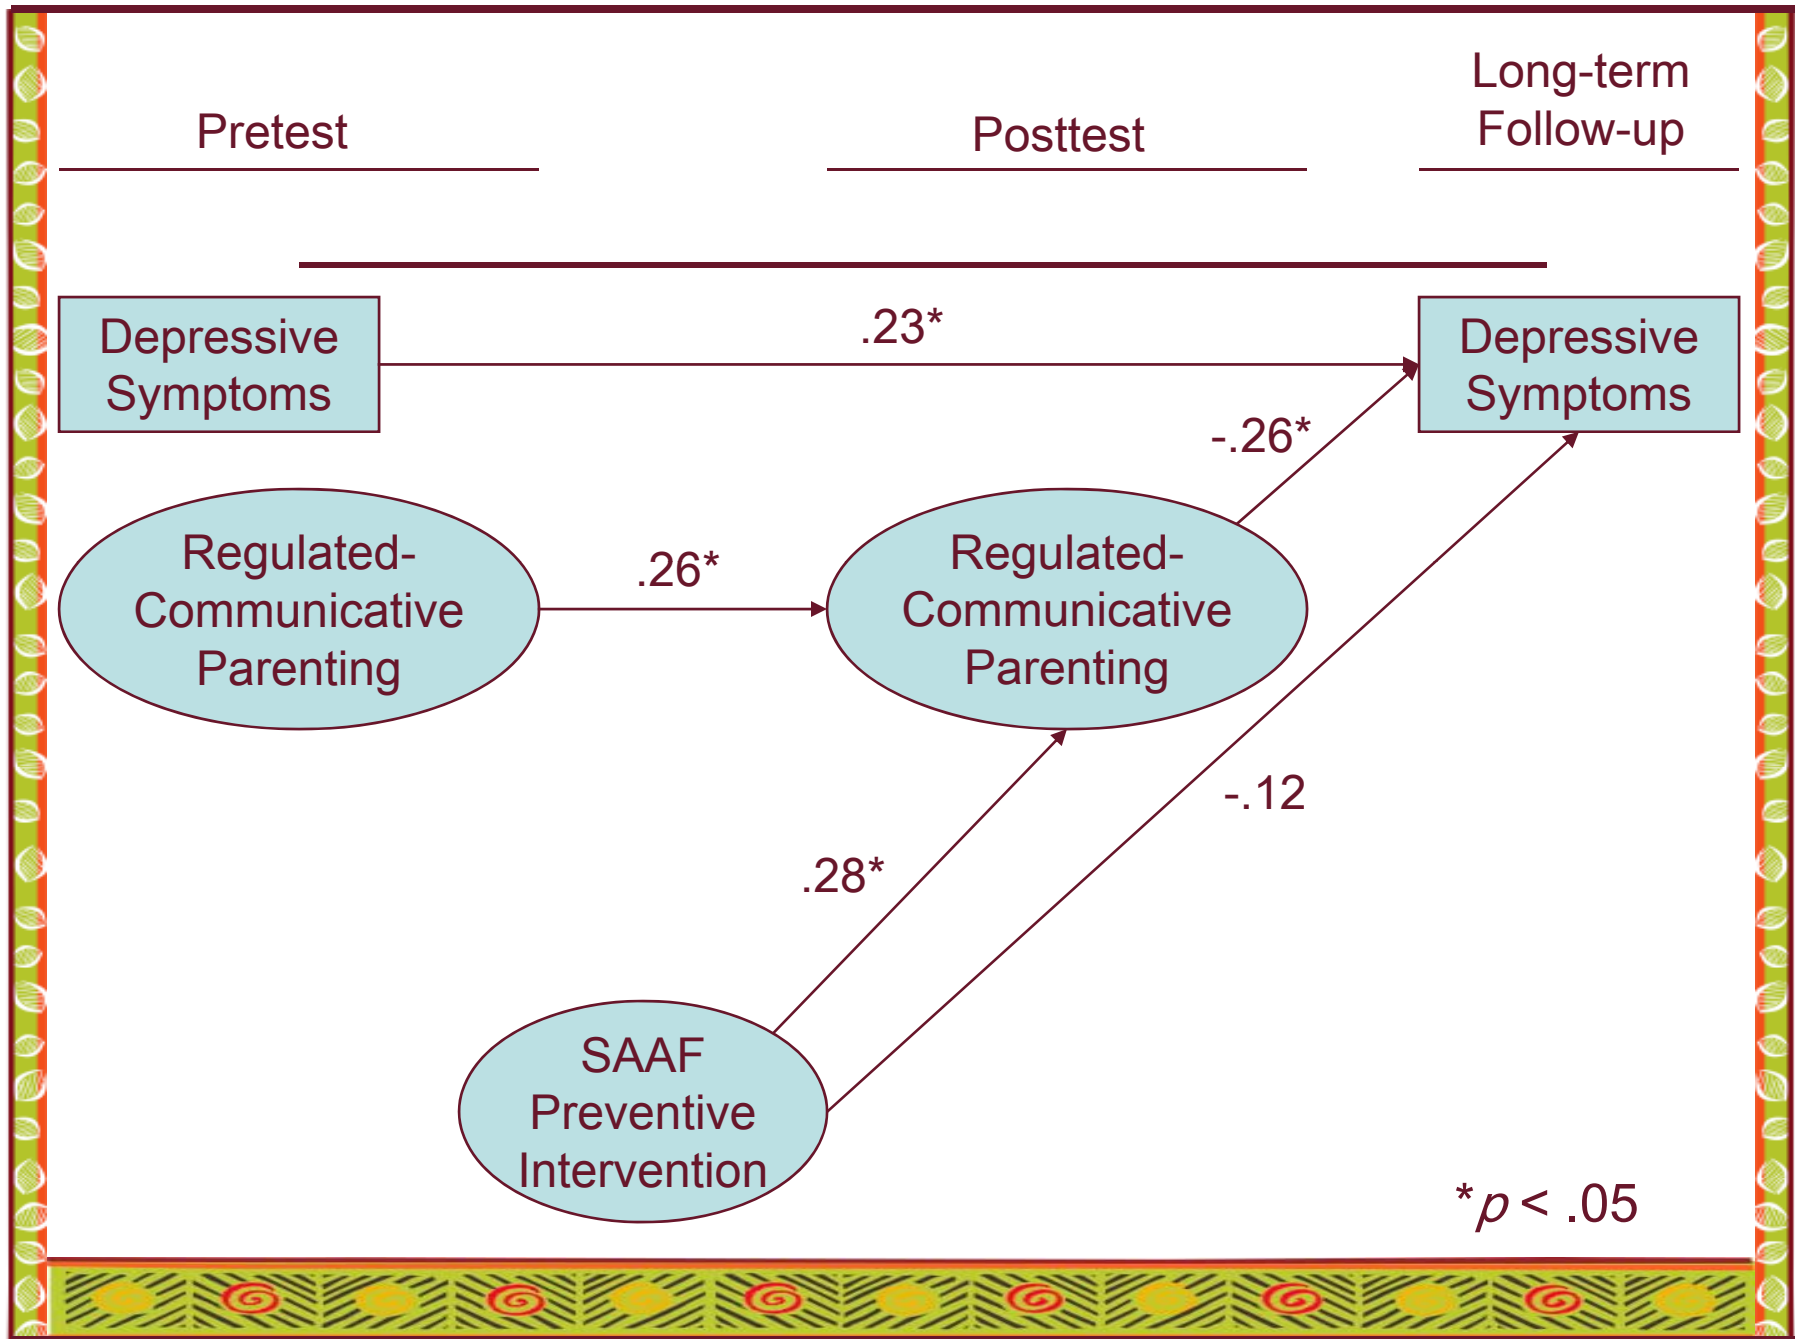 Pretest
Posttest
Long-term
Follow-up
Depressive
Symptoms
.23*
Depressive
Symptoms
-.26*
Regulated-
Communicative
Parenting
.26*
Regulated-
Communicative
Parenting
-.12
.28*
SAAF
Preventive
Intervention
*p < .05